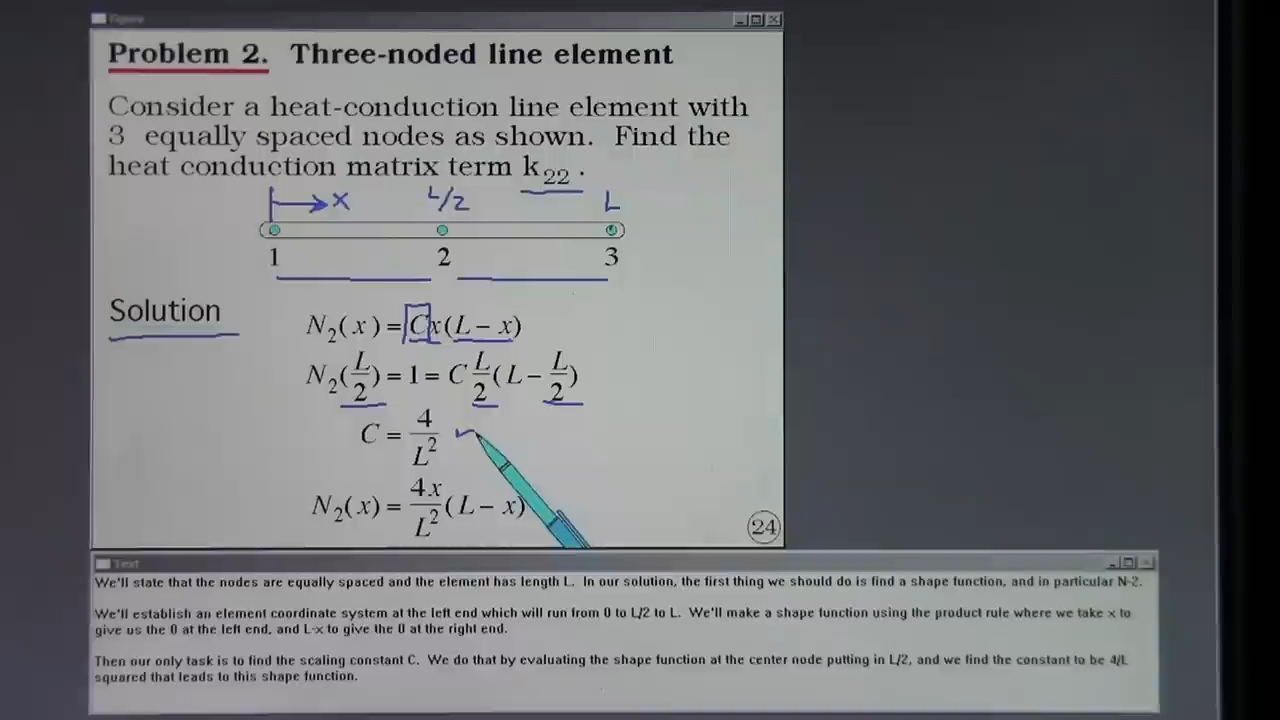 Figure
Problem 2. Three-noded line element
Consider a heat-conduction line element with
3 equally spaced nodes as shown. Find the
heat conduction matrix term k₂₂ .
x L/2 L
1 2 3
Solution
N₂(x) = Cx(L − x)
N₂(L/2) = 1 = C L/2 (L − L/2)
C = 4/L²
N₂(x) = 4x/L² (L − x)
24
Text
We'll state that the nodes are equally spaced and the element has length L. In our solution, the first thing we should do is find a shape function, and in particular N-2.
We'll establish an element coordinate system at the left end which will run from 0 to L/2 to L. We'll make a shape function using the product rule where we take x to
give us the 0 at the left end, and L-x to give the 0 at the right end.
Then our only task is to find the scaling constant C. We do that by evaluating the shape function at the center node putting in L/2, and we find the constant to be 4/L
squared that leads to this shape function.